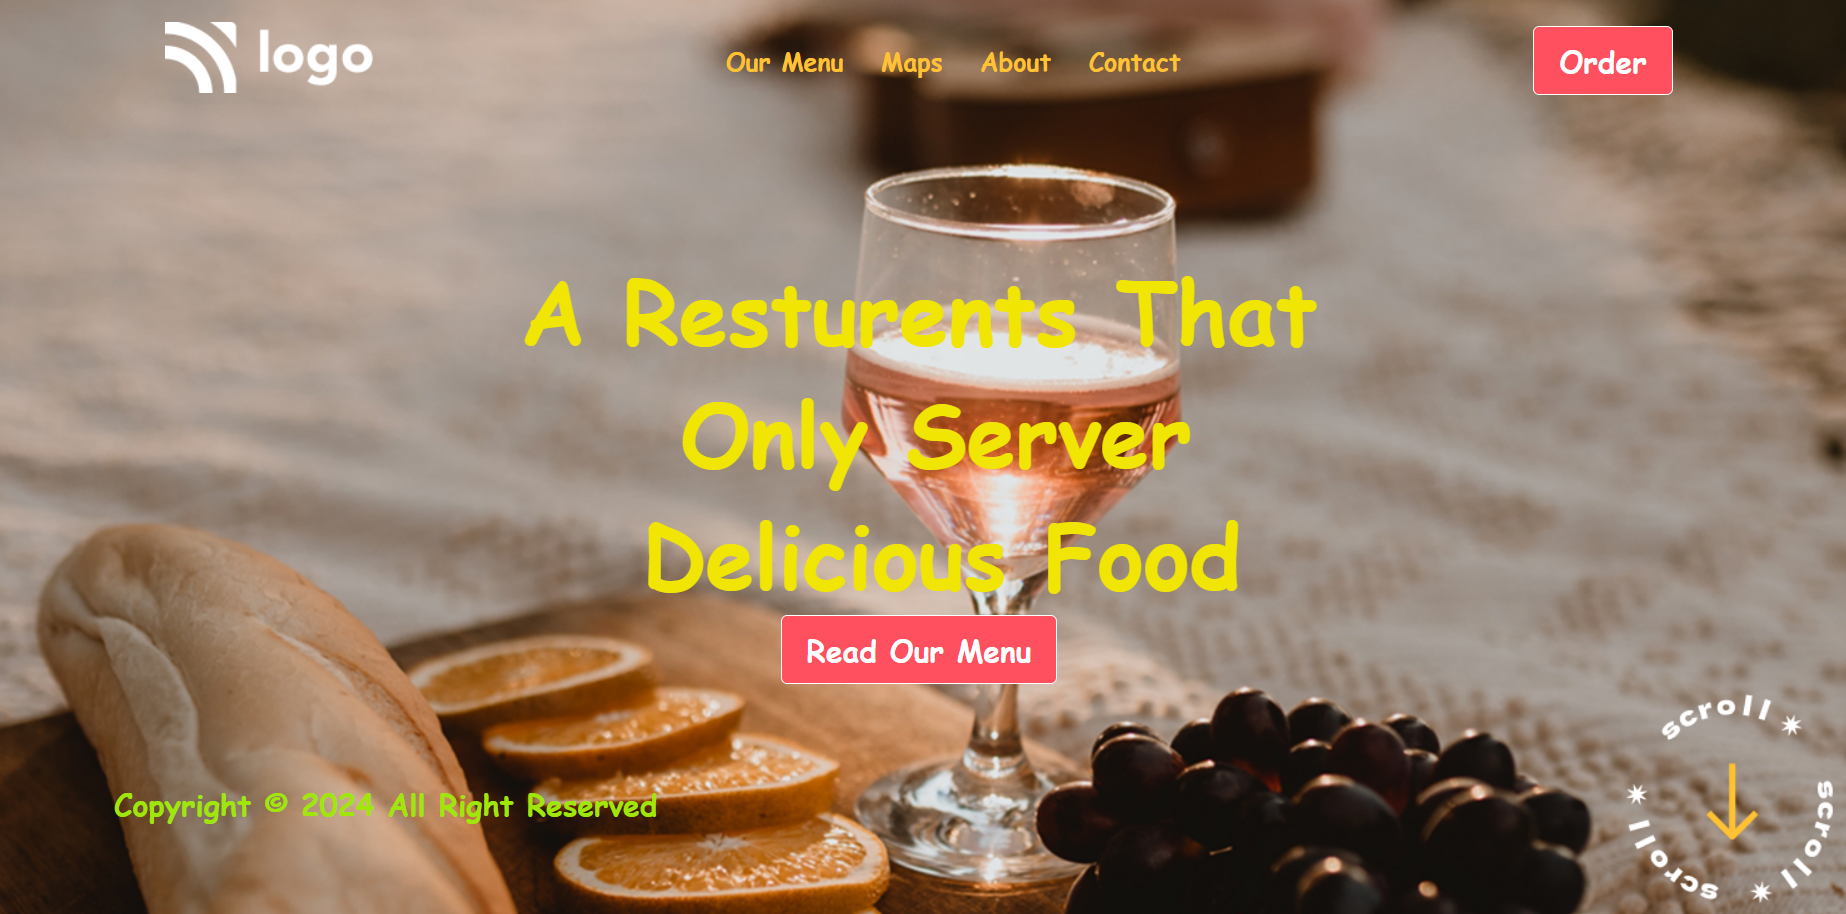 logo
Our Menu Maps About Contact
Order
A Resturents That
Only Server
Delicious Food
Read Our Menu
Copyright © 2024 All Right Reserved
scroll
scroll
scroll